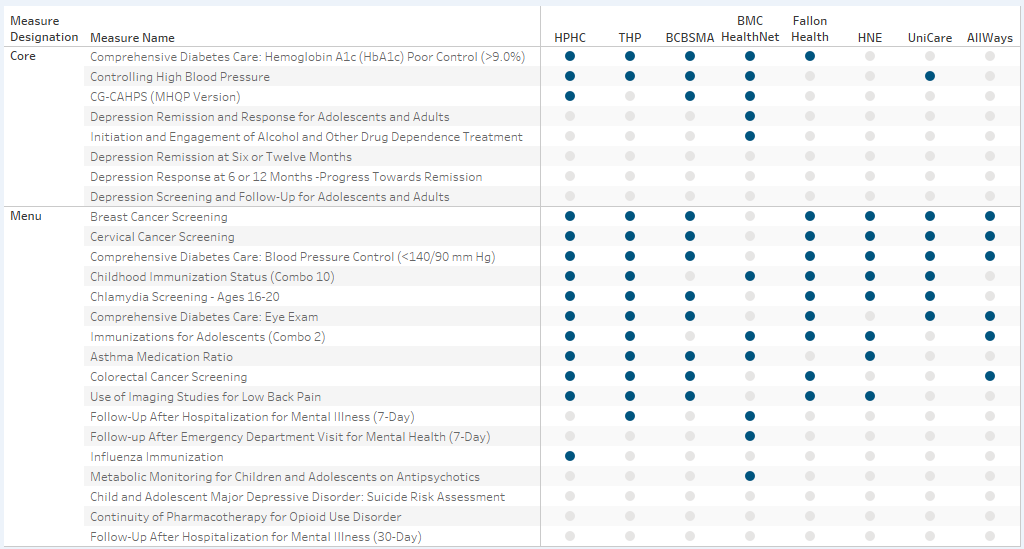 Measure Designation Measure Name HPHC THP BCBSMA BMC HealthNet Fallon Health HNE UniCare AllWays
Core Comprehensive Diabetes Care: Hemoglobin A1c (HbA1c) Poor Control (>9.0%)
Controlling High Blood Pressure
CG-CAHPS (MHQP Version)
Depression Remission and Response for Adolescents and Adults
Initiation and Engagement of Alcohol and Other Drug Dependence Treatment
Depression Remission at Six or Twelve Months
Depression Response at 6 or 12 Months -Progress Towards Remission
Depression Screening and Follow-Up for Adolescents and Adults
Menu Breast Cancer Screening
Cervical Cancer Screening
Comprehensive Diabetes Care: Blood Pressure Control (<140/90 mm Hg)
Childhood Immunization Status (Combo 10)
Chlamydia Screening - Ages 16-20
Comprehensive Diabetes Care: Eye Exam
Immunizations for Adolescents (Combo 2)
Asthma Medication Ratio
Colorectal Cancer Screening
Use of Imaging Studies for Low Back Pain
Follow-Up After Hospitalization for Mental Illness (7-Day)
Follow-up After Emergency Department Visit for Mental Health (7-Day)
Influenza Immunization
Metabolic Monitoring for Children and Adolescents on Antipsychotics
Child and Adolescent Major Depressive Disorder: Suicide Risk Assessment
Continuity of Pharmacotherapy for Opioid Use Disorder
Follow-Up After Hospitalization for Mental Illness (30-Day)